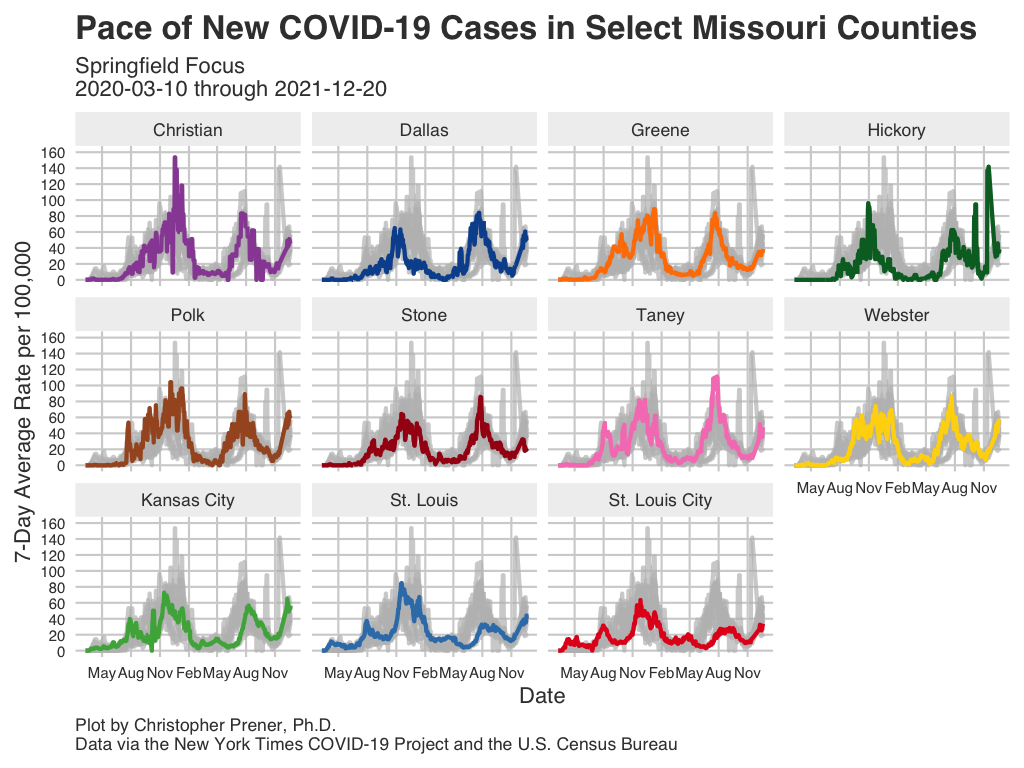 Pace of New COVID-19 Cases in Select Missouri Counties
Springfield Focus
2020-03-10 through 2021-12-20
Christian Dallas Greene Hickory
160
140
120
100
80
60
40
20
0
Polk Stone Taney Webster
160
140
120
100
80
60
40
20
0
May Aug Nov Feb May Aug Nov
Kansas City St. Louis St. Louis City
160
140
120
100
80
60
40
20
0
May Aug Nov Feb May Aug Nov May Aug Nov Feb May Aug Nov May Aug Nov Feb May Aug Nov
7-Day Average Rate per 100,000
Date
Plot by Christopher Prener, Ph.D.
Data via the New York Times COVID-19 Project and the U.S. Census Bureau